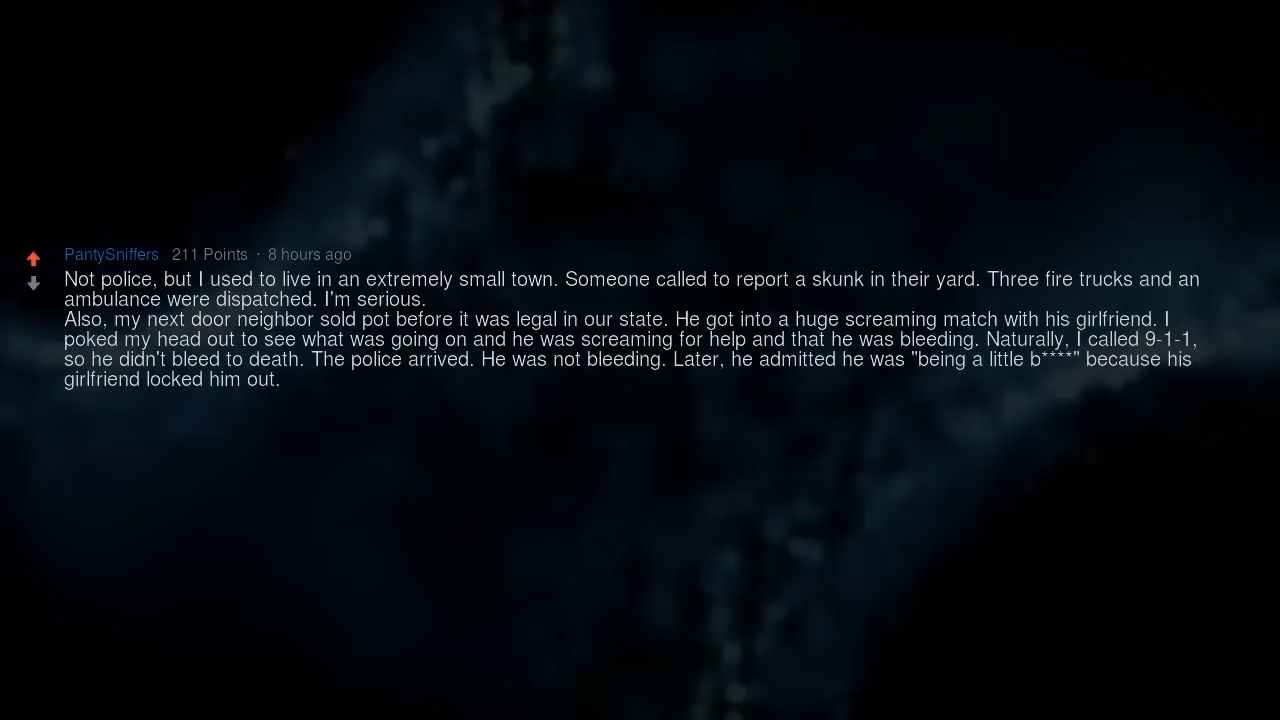 PantySniffers 211 Points · 8 hours ago
Not police, but I used to live in an extremely small town. Someone called to report a skunk in their yard. Three fire trucks and an
ambulance were dispatched. I'm serious.
Also, my next door neighbor sold pot before it was legal in our state. He got into a huge screaming match with his girlfriend. I
poked my head out to see what was going on and he was screaming for help and that he was bleeding. Naturally, I called 9-1-1,
so he didn't bleed to death. The police arrived. He was not bleeding. Later, he admitted he was "being a little b****" because his
girlfriend locked him out.